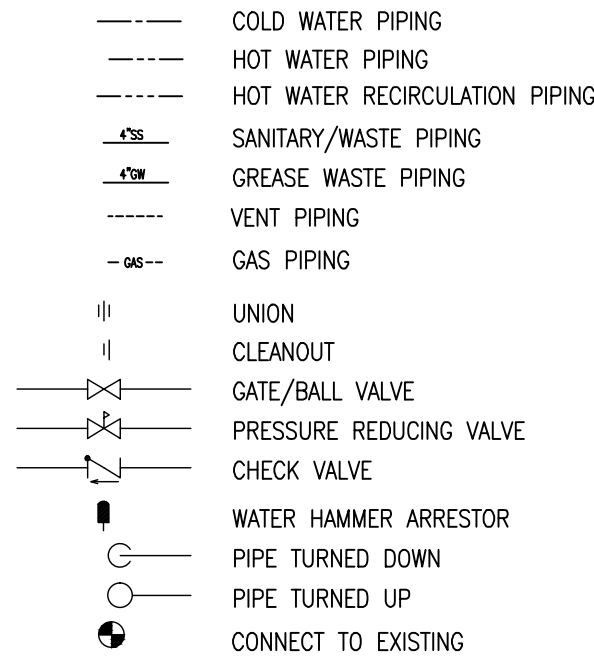 COLD WATER PIPING
HOT WATER PIPING
HOT WATER RECIRCULATION PIPING
4"SS SANITARY/WASTE PIPING
4"GW GREASE WASTE PIPING
VENT PIPING
GAS GAS PIPING
UNION
CLEANOUT
GATE/BALL VALVE
PRESSURE REDUCING VALVE
CHECK VALVE
WATER HAMMER ARRESTOR
PIPE TURNED DOWN
PIPE TURNED UP
CONNECT TO EXISTING